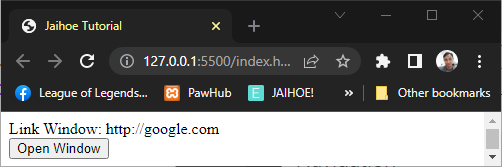 Jaihoe Tutorial
127.0.0.1:5500/index.h...
League of Legends...
PawHub
E
JAIHOE!
»
Other bookmarks
Link Window: http://google.com
Open Window